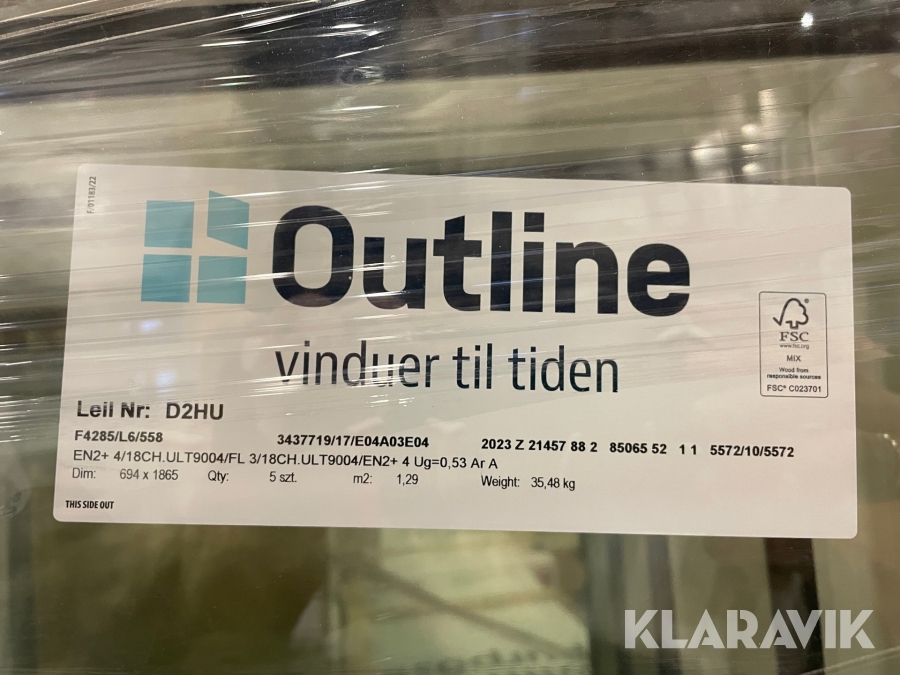 F/01183/22
Outline
vinduer til tiden
FSC
www.fsc.org
MIX
Wood from
responsible sources
FSC® C023701
Leil Nr: D2HU
F4285/L6/558 3437719/17/E04A03E04 2023 Z 21457 88 2 85065 52 1 1 5572/10/5572
EN2+ 4/18CH.ULT9004/FL 3/18CH.ULT9004/EN2+ 4 Ug=0,53 Ar A
Dim: 694 x 1865 Qty: 5 szt. m2: 1,29 Weight: 35,48 kg
THIS SIDE OUT
KLARAVIK